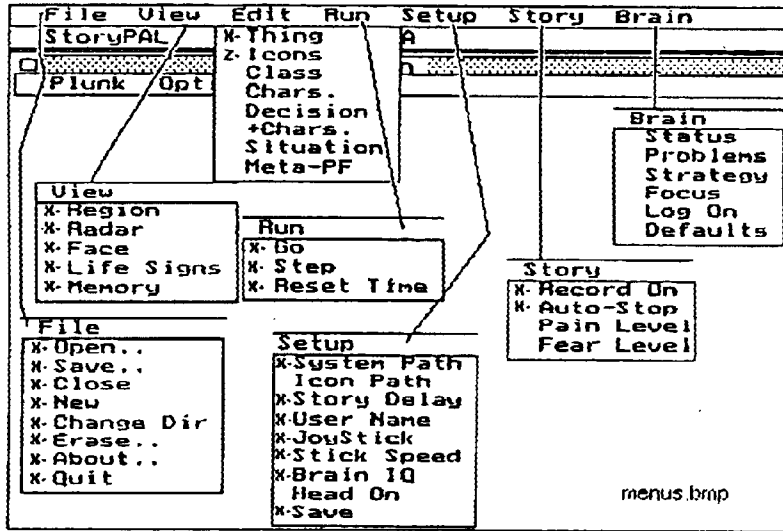 File View Edit Run Setup Story Brain
StoryPAL A
Plunk Opt
X-Thing
Z-Icons
Class
Chars.
Decision
+Chars.
Situation
Meta-PF
View
X-Region
X-Radar
X-Face
X-Life Signs
X-Memory
Run
X-Go
X-Step
X-Reset Time
Brain
Status
Problems
Strategy
Focus
Log On
Defaults
Story
X-Record On
X-Auto-Stop
Pain Level
Fear Level
File
X-Open..
X-Save..
X-Close
X-New
X-Change Dir
X-Erase..
X-About..
X-Quit
Setup
X-System Path
Icon Path
X-Story Delay
X-User Name
X-JoyStick
X-Stick Speed
X-Brain IQ
Head On
X-Save
menus.bmp